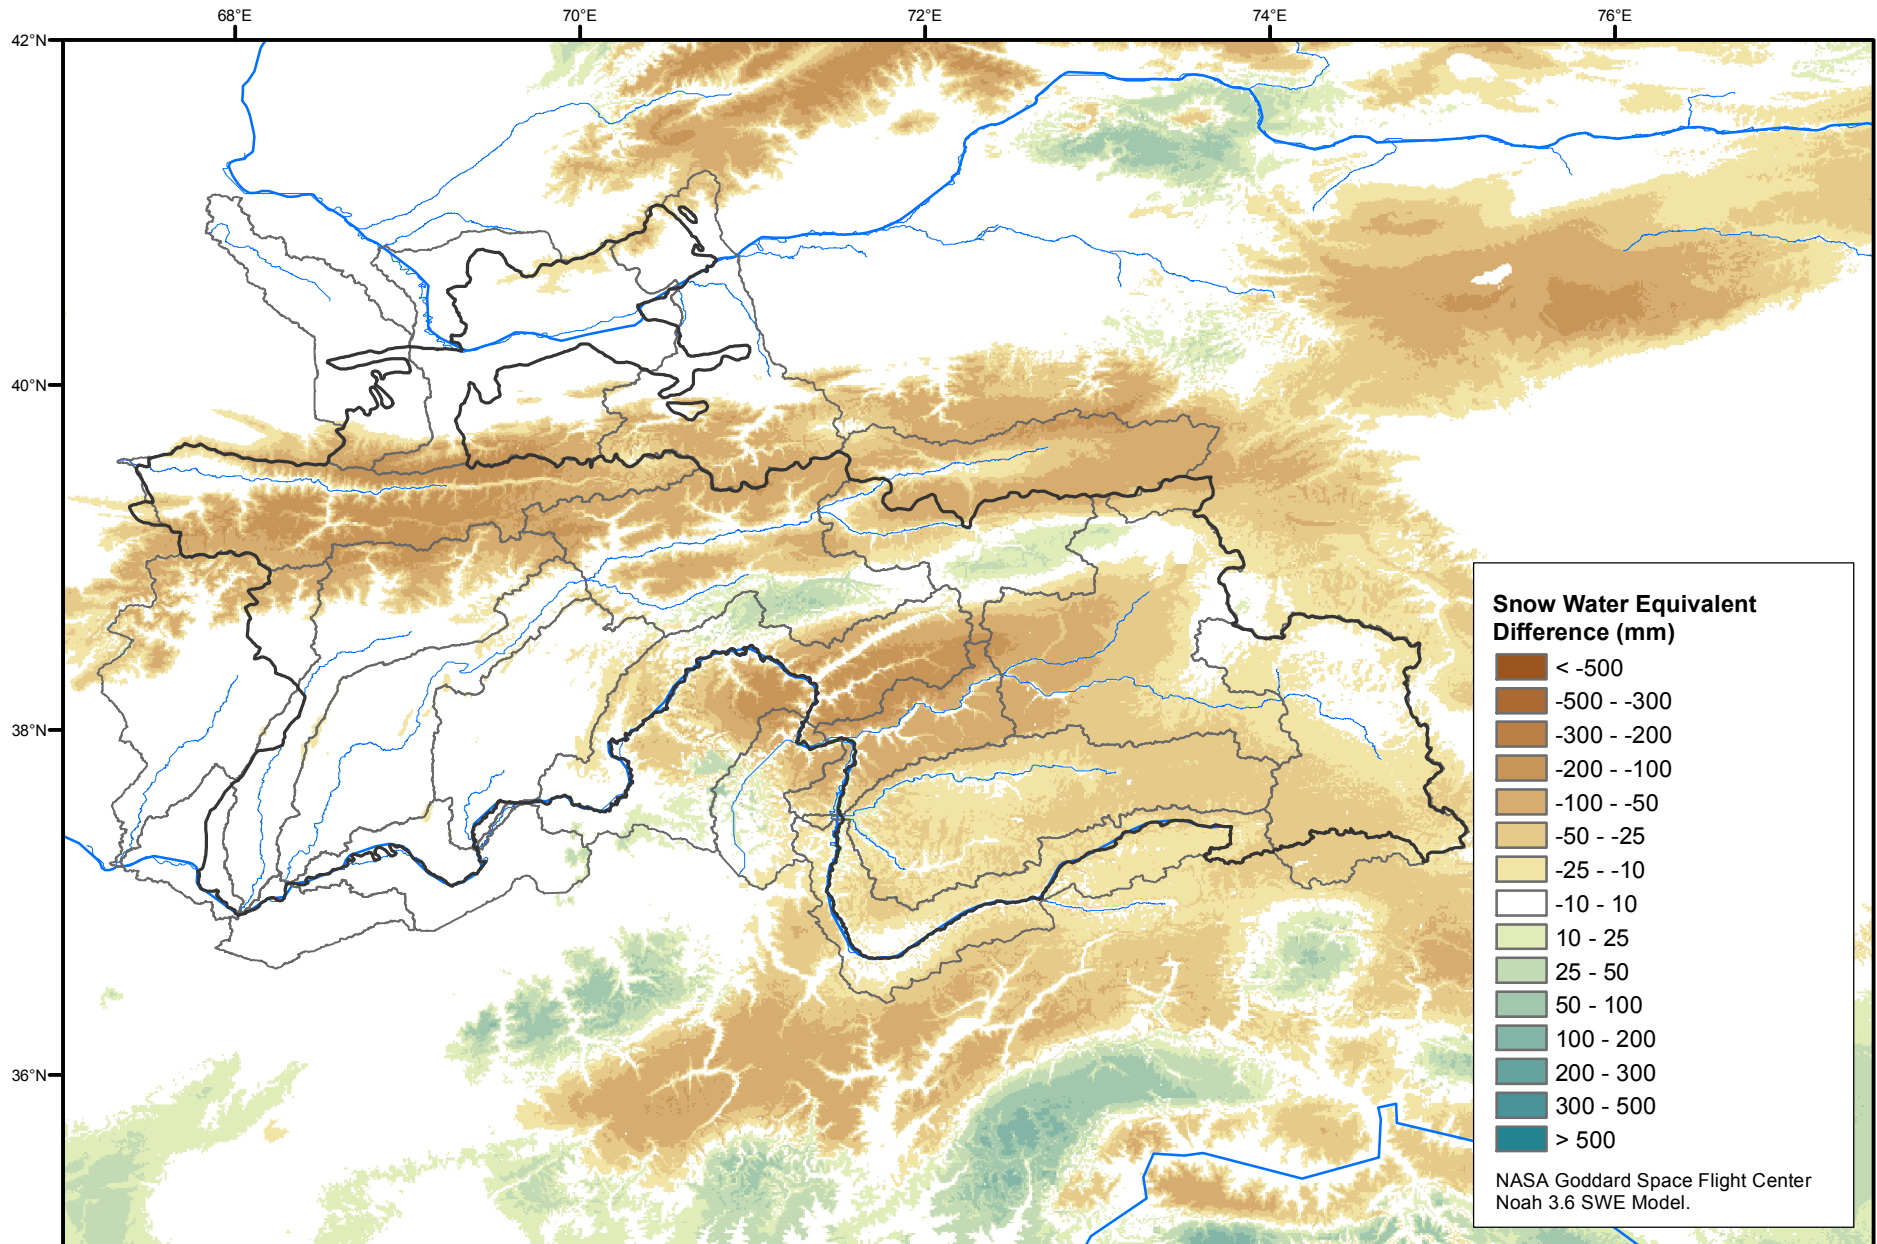 68°E
70°E
72°E
74°E
76°E
42°N
40°N
38°N
36°N
Snow Water Equivalent
Difference (mm)
< -500
-500 - -300
-300 - -200
-200 - -100
-100 - -50
-50 - -25
-25 - -10
-10 - 10
10 - 25
25 - 50
50 - 100
100 - 200
200 - 300
300 - 500
> 500
NASA Goddard Space Flight Center
Noah 3.6 SWE Model.